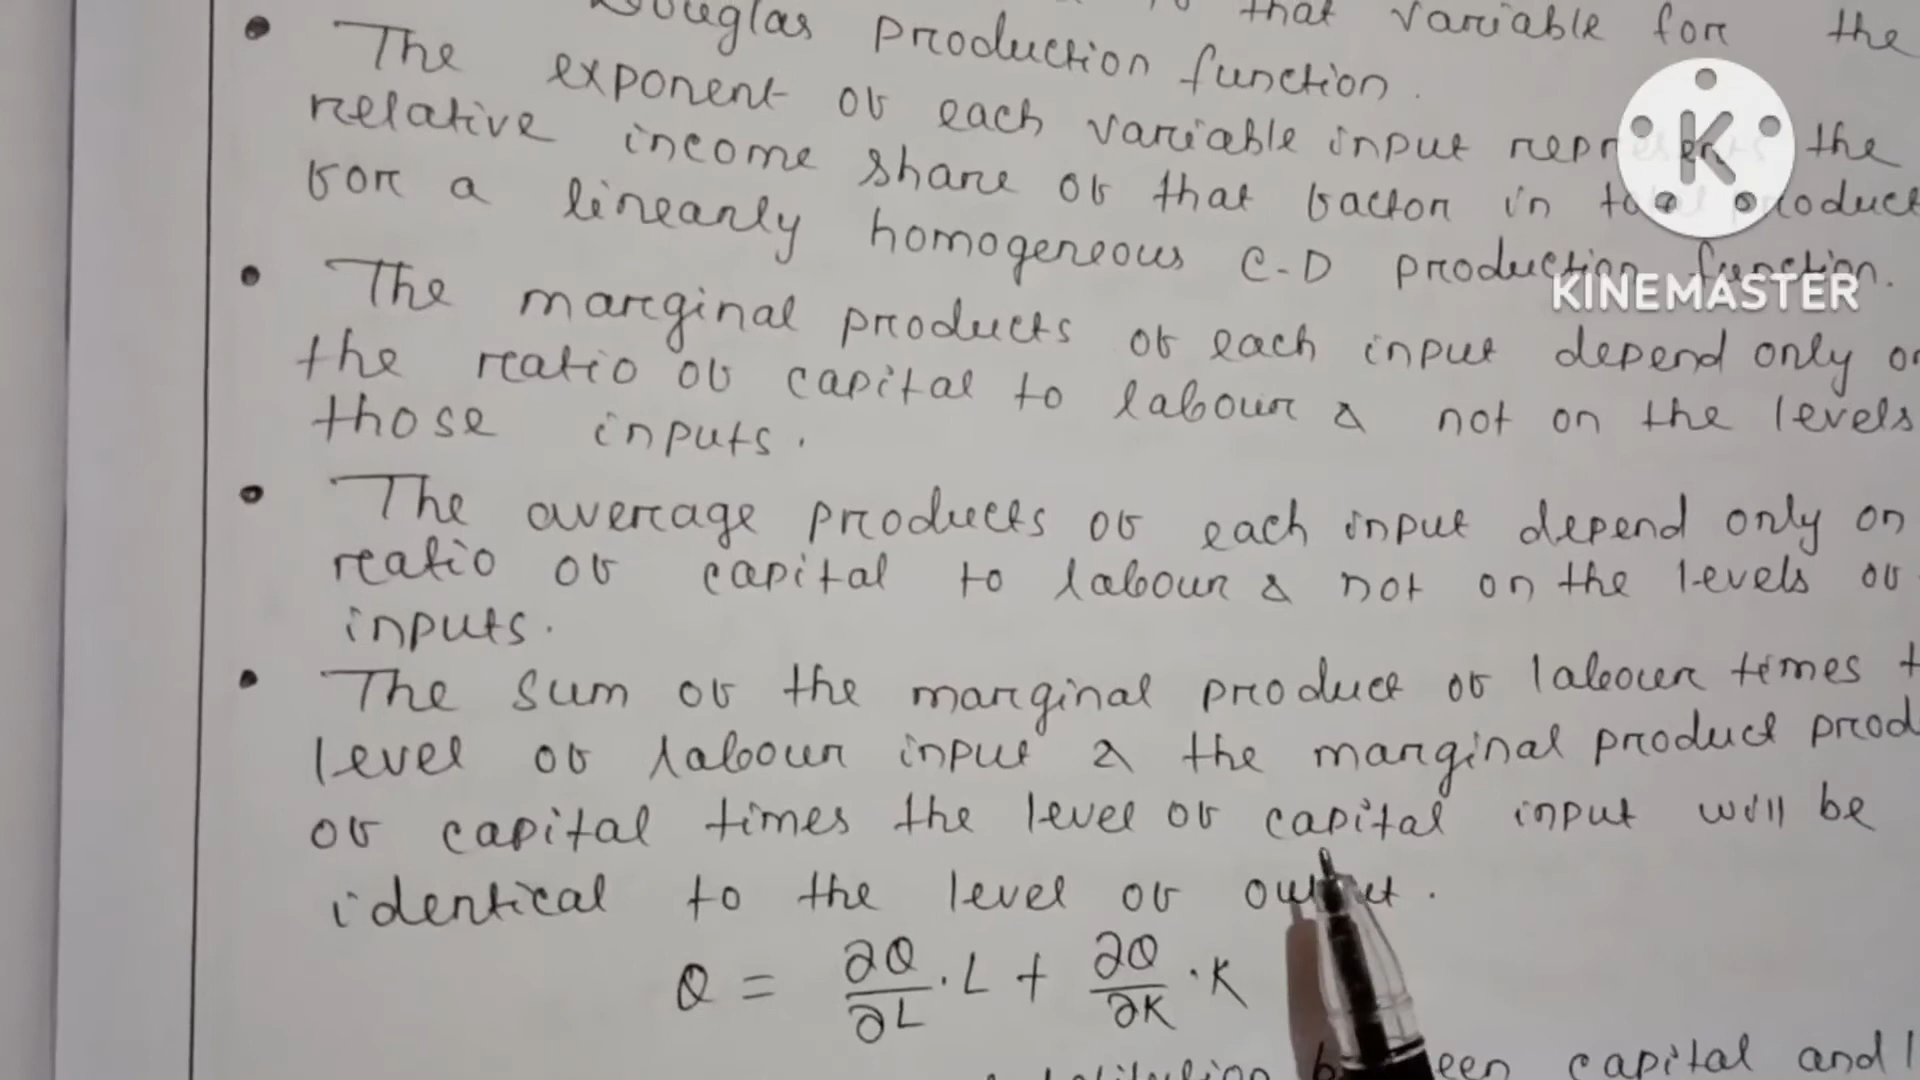 Douglas production function.
that variable for the
The exponent of each variable input the
relative income share of that factor in product
for a linearly homogeneous C-D production function.
KINEMASTER
The marginal products of each input depend only on
the ratio of capital to labour & not on the levels
those inputs.
The average products of each input depend only on
ratio of capital to labour & not on the levels of
inputs.
The sum of the marginal product of labour times
level of labour input & the marginal product prod
of capital times the level of capital input will be
identical to the level of output.
Q = ∂Q/∂L . L + ∂Q/∂K . K
capital and